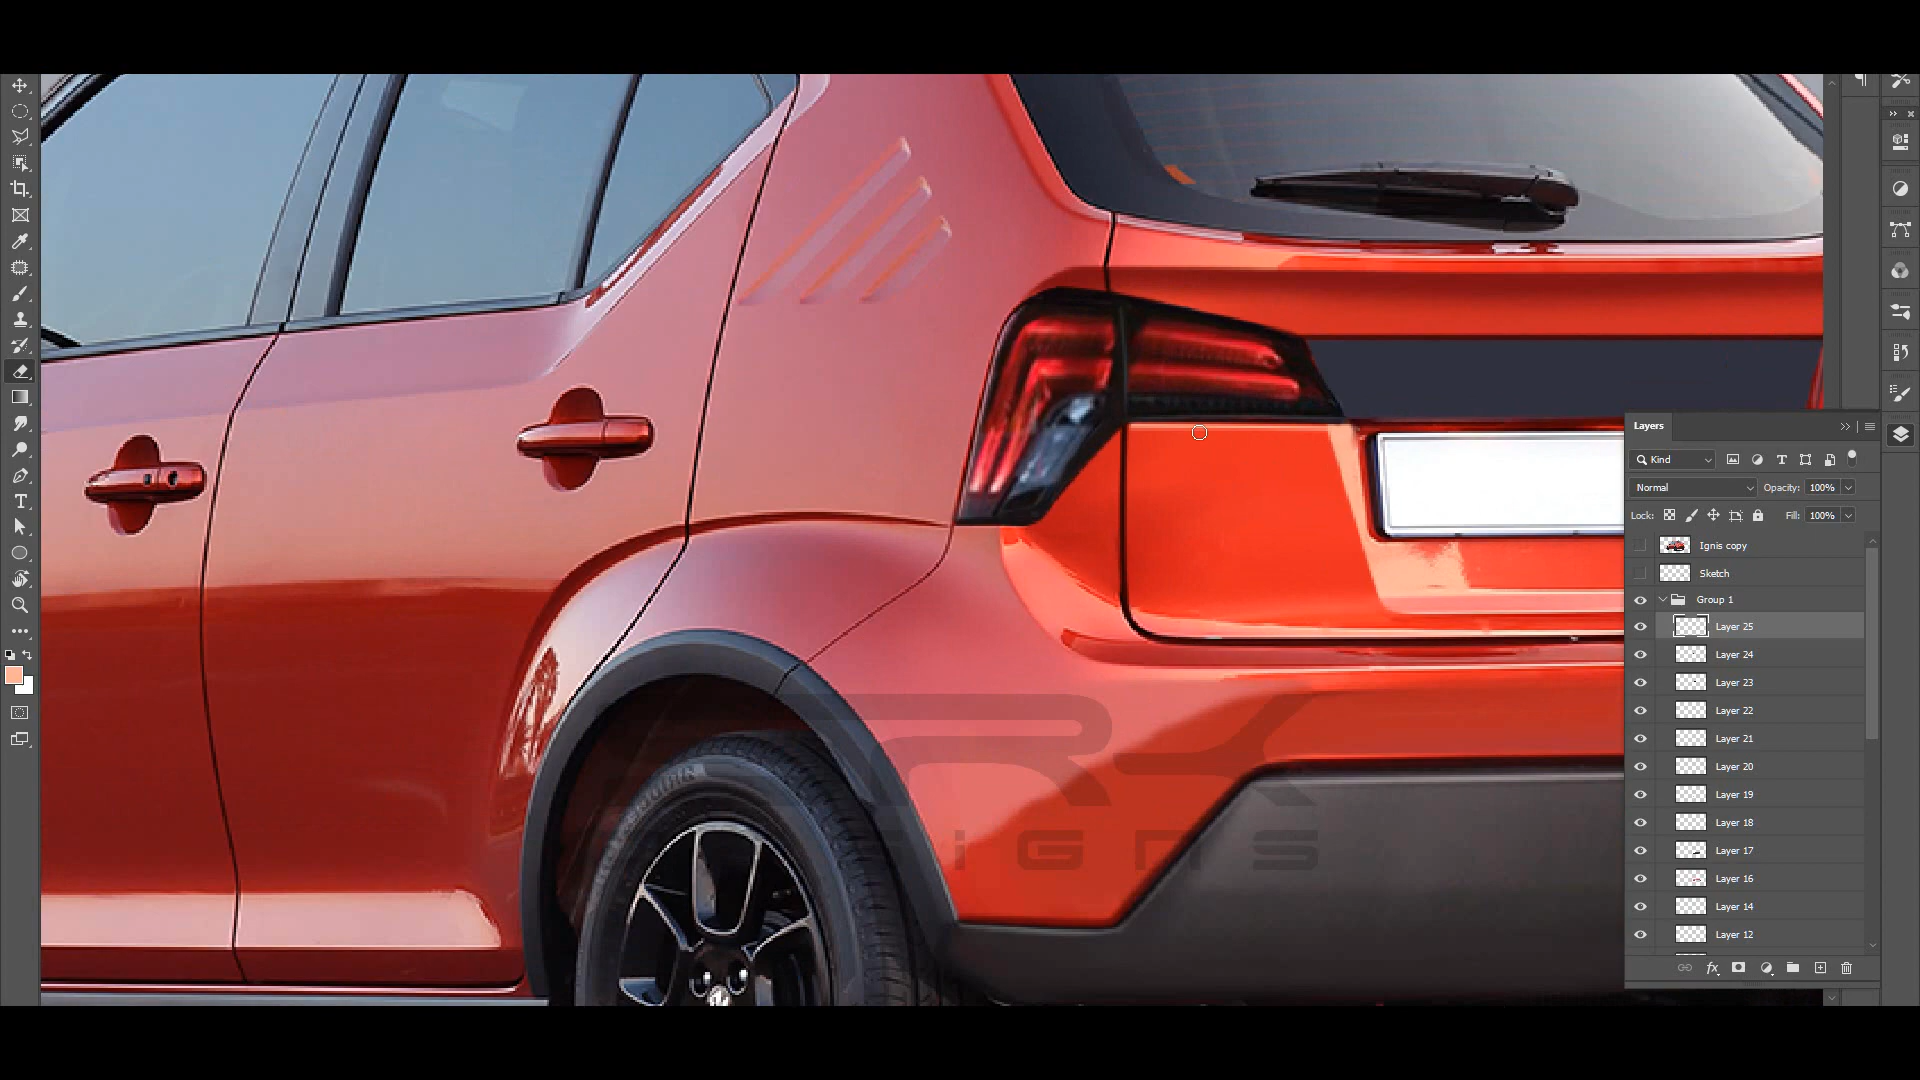 Layers
Kind
Normal
Opacity: 100%
Lock:
Fill: 100%
Ignis copy
Sketch
Group 1
Layer 25
Layer 24
Layer 23
Layer 22
Layer 21
Layer 20
Layer 19
Layer 18
Layer 17
Layer 16
Layer 14
Layer 12